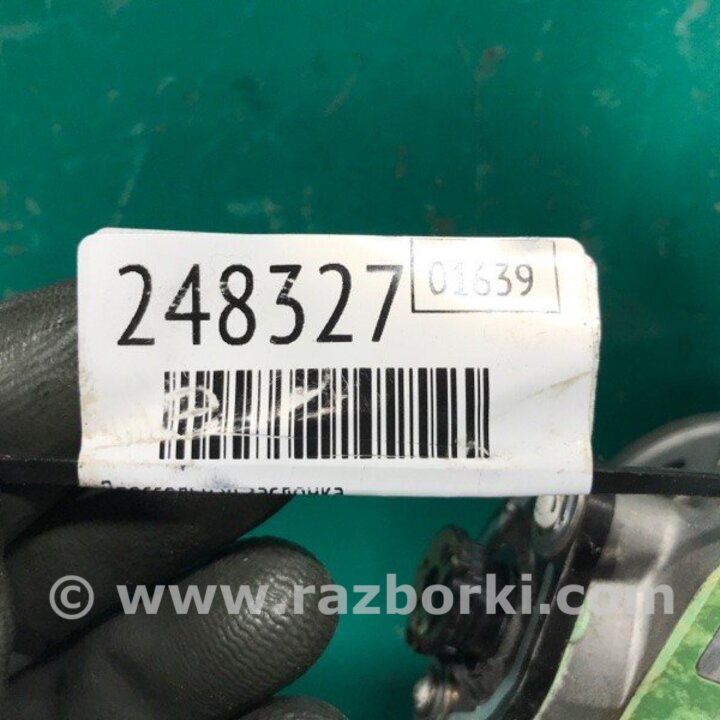 248327 01639
Дроссельная заслонка
© www.razborki.com